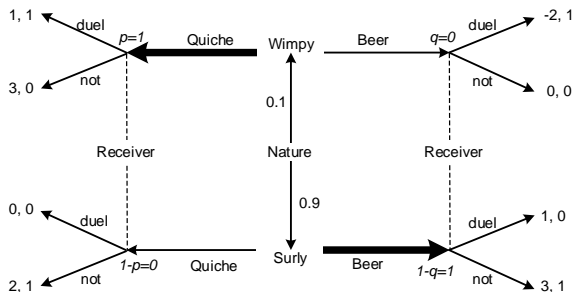 1, 1 duel p=1 Quiche Wimpy Beer q=0 duel -2, 1
3, 0 not not 0, 0
0.1
Receiver Nature Receiver
0.9
0, 0 duel duel 1, 0
2, 1 not 1-p=0 Quiche Surly Beer 1-q=1 not 3, 1